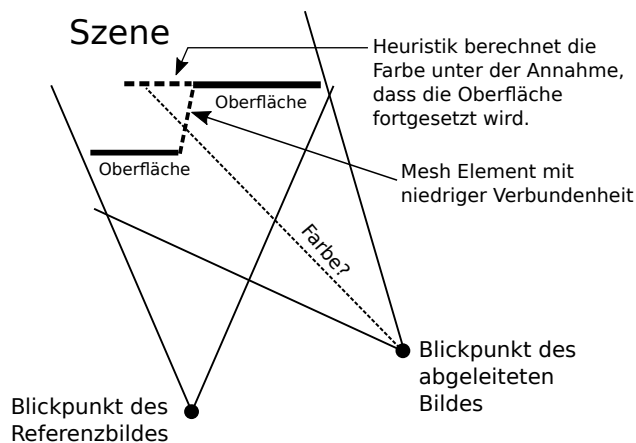 Szene
Heuristik berechnet die
Farbe unter der Annahme,
dass die Oberfläche
fortgesetzt wird.
Oberfläche
Oberfläche
Mesh Element mit
niedriger Verbundenheit
Farbe?
Blickpunkt des
abgeleiteten
Bildes
Blickpunkt des
Referenzbildes